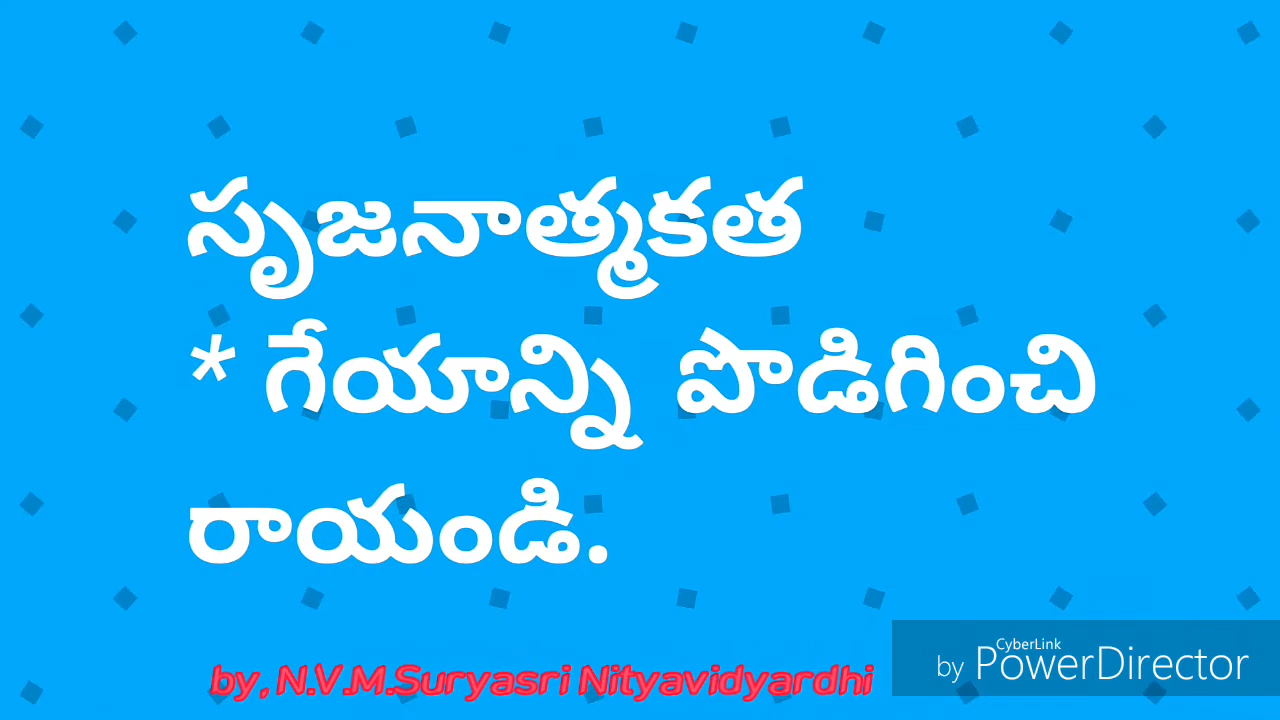 సృజనాత్మకత
* గేయాన్ని పొడిగించి
రాయండి.
by, N.V.M.Suryasri Nityavidyardhi
CyberLink
by PowerDirector